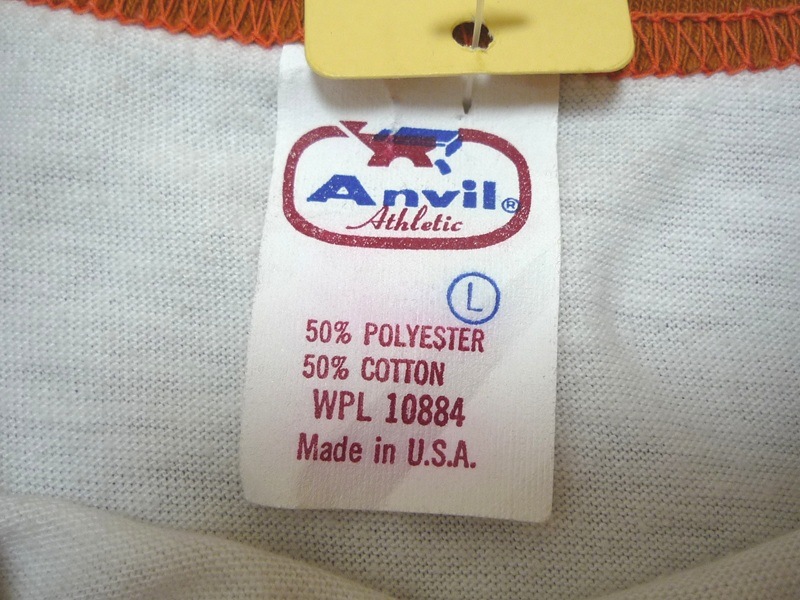 Anvil®
Athletic
L
50% POLYESTER
50% COTTON
WPL 10884
Made in U.S.A.